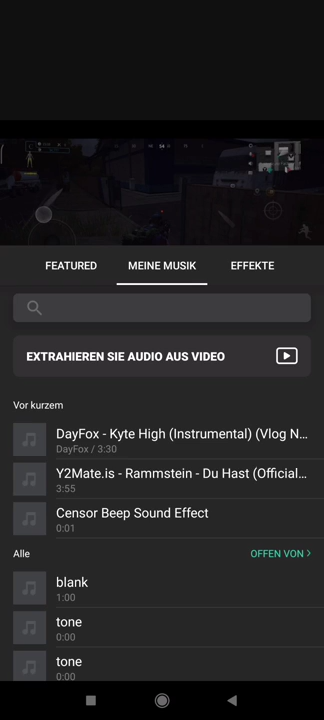 FEATURED
MEINE MUSIK
EFFEKTE
EXTRAHIEREN SIE AUDIO AUS VIDEO
Vor kurzem
DayFox - Kyte High (Instrumental) (Vlog N...
DayFox / 3:30
Y2Mate.is - Rammstein - Du Hast (Official...
3:55
Censor Beep Sound Effect
0:01
Alle
OFFEN VON >
blank
1:00
tone
0:00
tone
0:00